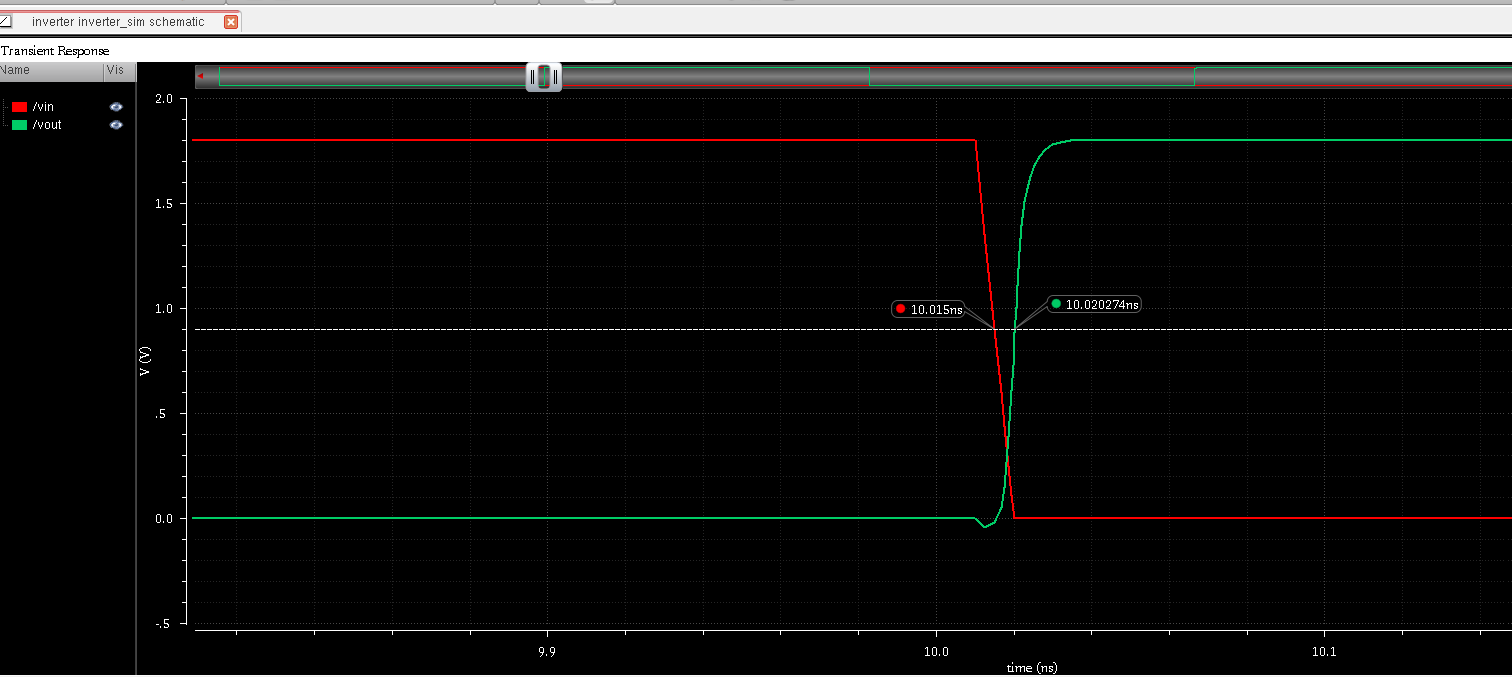 inverter inverter_sim schematic
Transient Response
Name Vis
/vin
/vout
2.0
1.5
1.0
.5
0.0
-.5
V (V)
10.015ns
10.020274ns
9.9 10.0 10.1
time (ns)